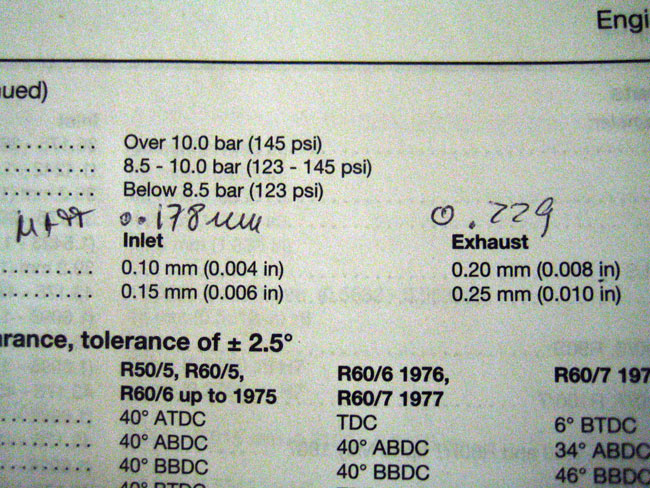 Engi
ued)
.......... Over 10.0 bar (145 psi)
.......... 8.5 - 10.0 bar (123 - 145 psi)
.......... Below 8.5 bar (123 psi)
0.178mm 0.229
Inlet Exhaust
.......... 0.10 mm (0.004 in) 0.20 mm (0.008 in)
.......... 0.15 mm (0.006 in) 0.25 mm (0.010 in)
arance, tolerance of ± 2.5°
R50/5, R60/5, R60/6 1976, R60/7 197
R60/6 up to 1975 R60/7 1977
.......... 40° ATDC TDC 6° BTDC
.......... 40° ABDC 40° ABDC 34° ABDC
.......... 40° BBDC 40° BBDC 46° BBDC